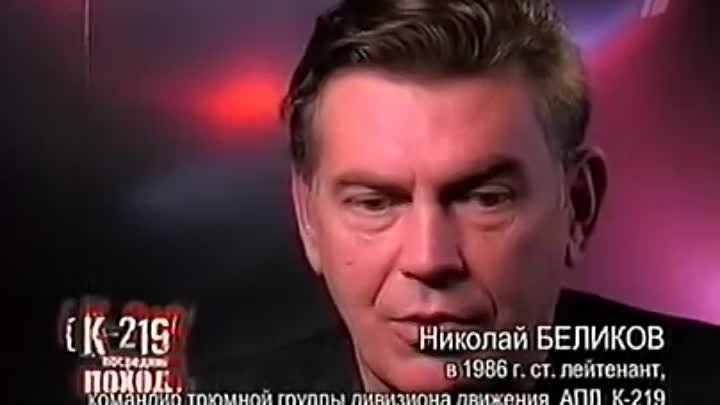 К-219
последний
ПОХОД.
Николай БЕЛИКОВ
в 1986 г. ст. лейтенант,
командир трюмной группы дивизиона движения АПЛ К-219